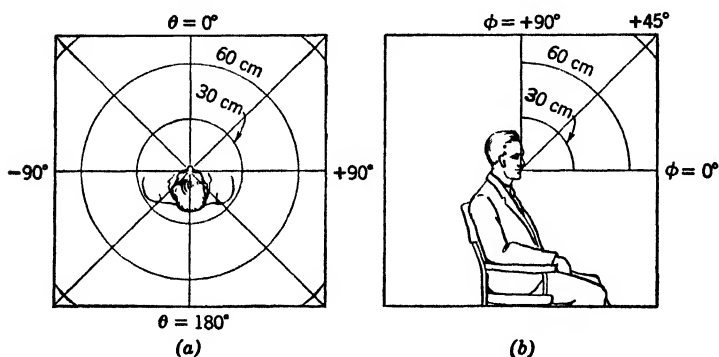 θ = 0°
60 cm
30 cm
−90°
+90°
θ = 180°
(a)
ϕ = +90°
+45°
60 cm
30 cm
ϕ = 0°
(b)